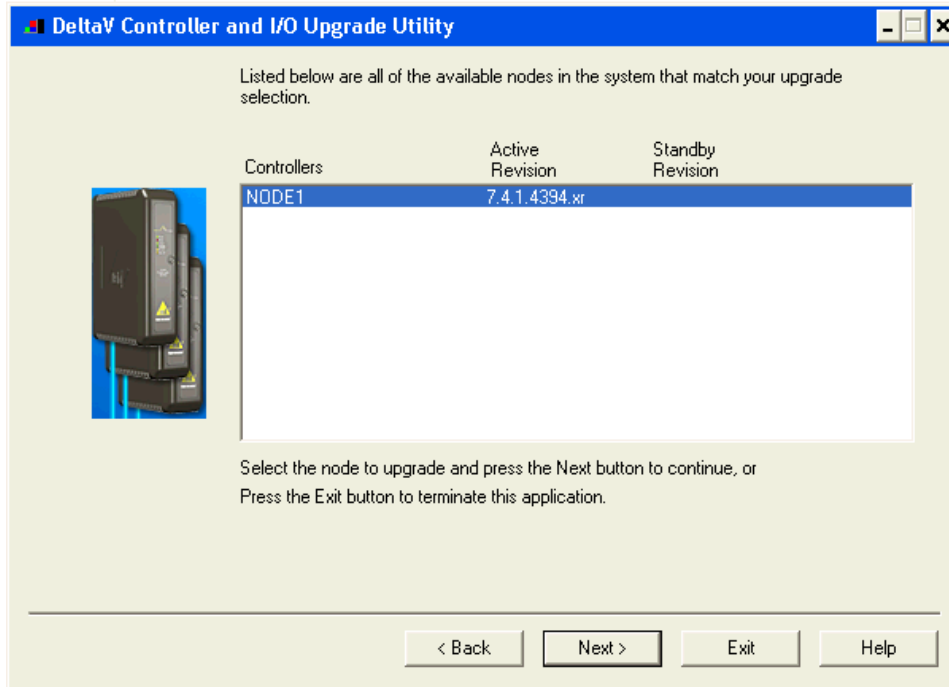 DeltaV Controller and I/O Upgrade Utility
Listed below are all of the available nodes in the system that match your upgrade
selection.
Active Standby
Controllers Revision Revision
NODE1 7.4.1.4394.xr
Select the node to upgrade and press the Next button to continue, or
Press the Exit button to terminate this application.
< Back Next > Exit Help